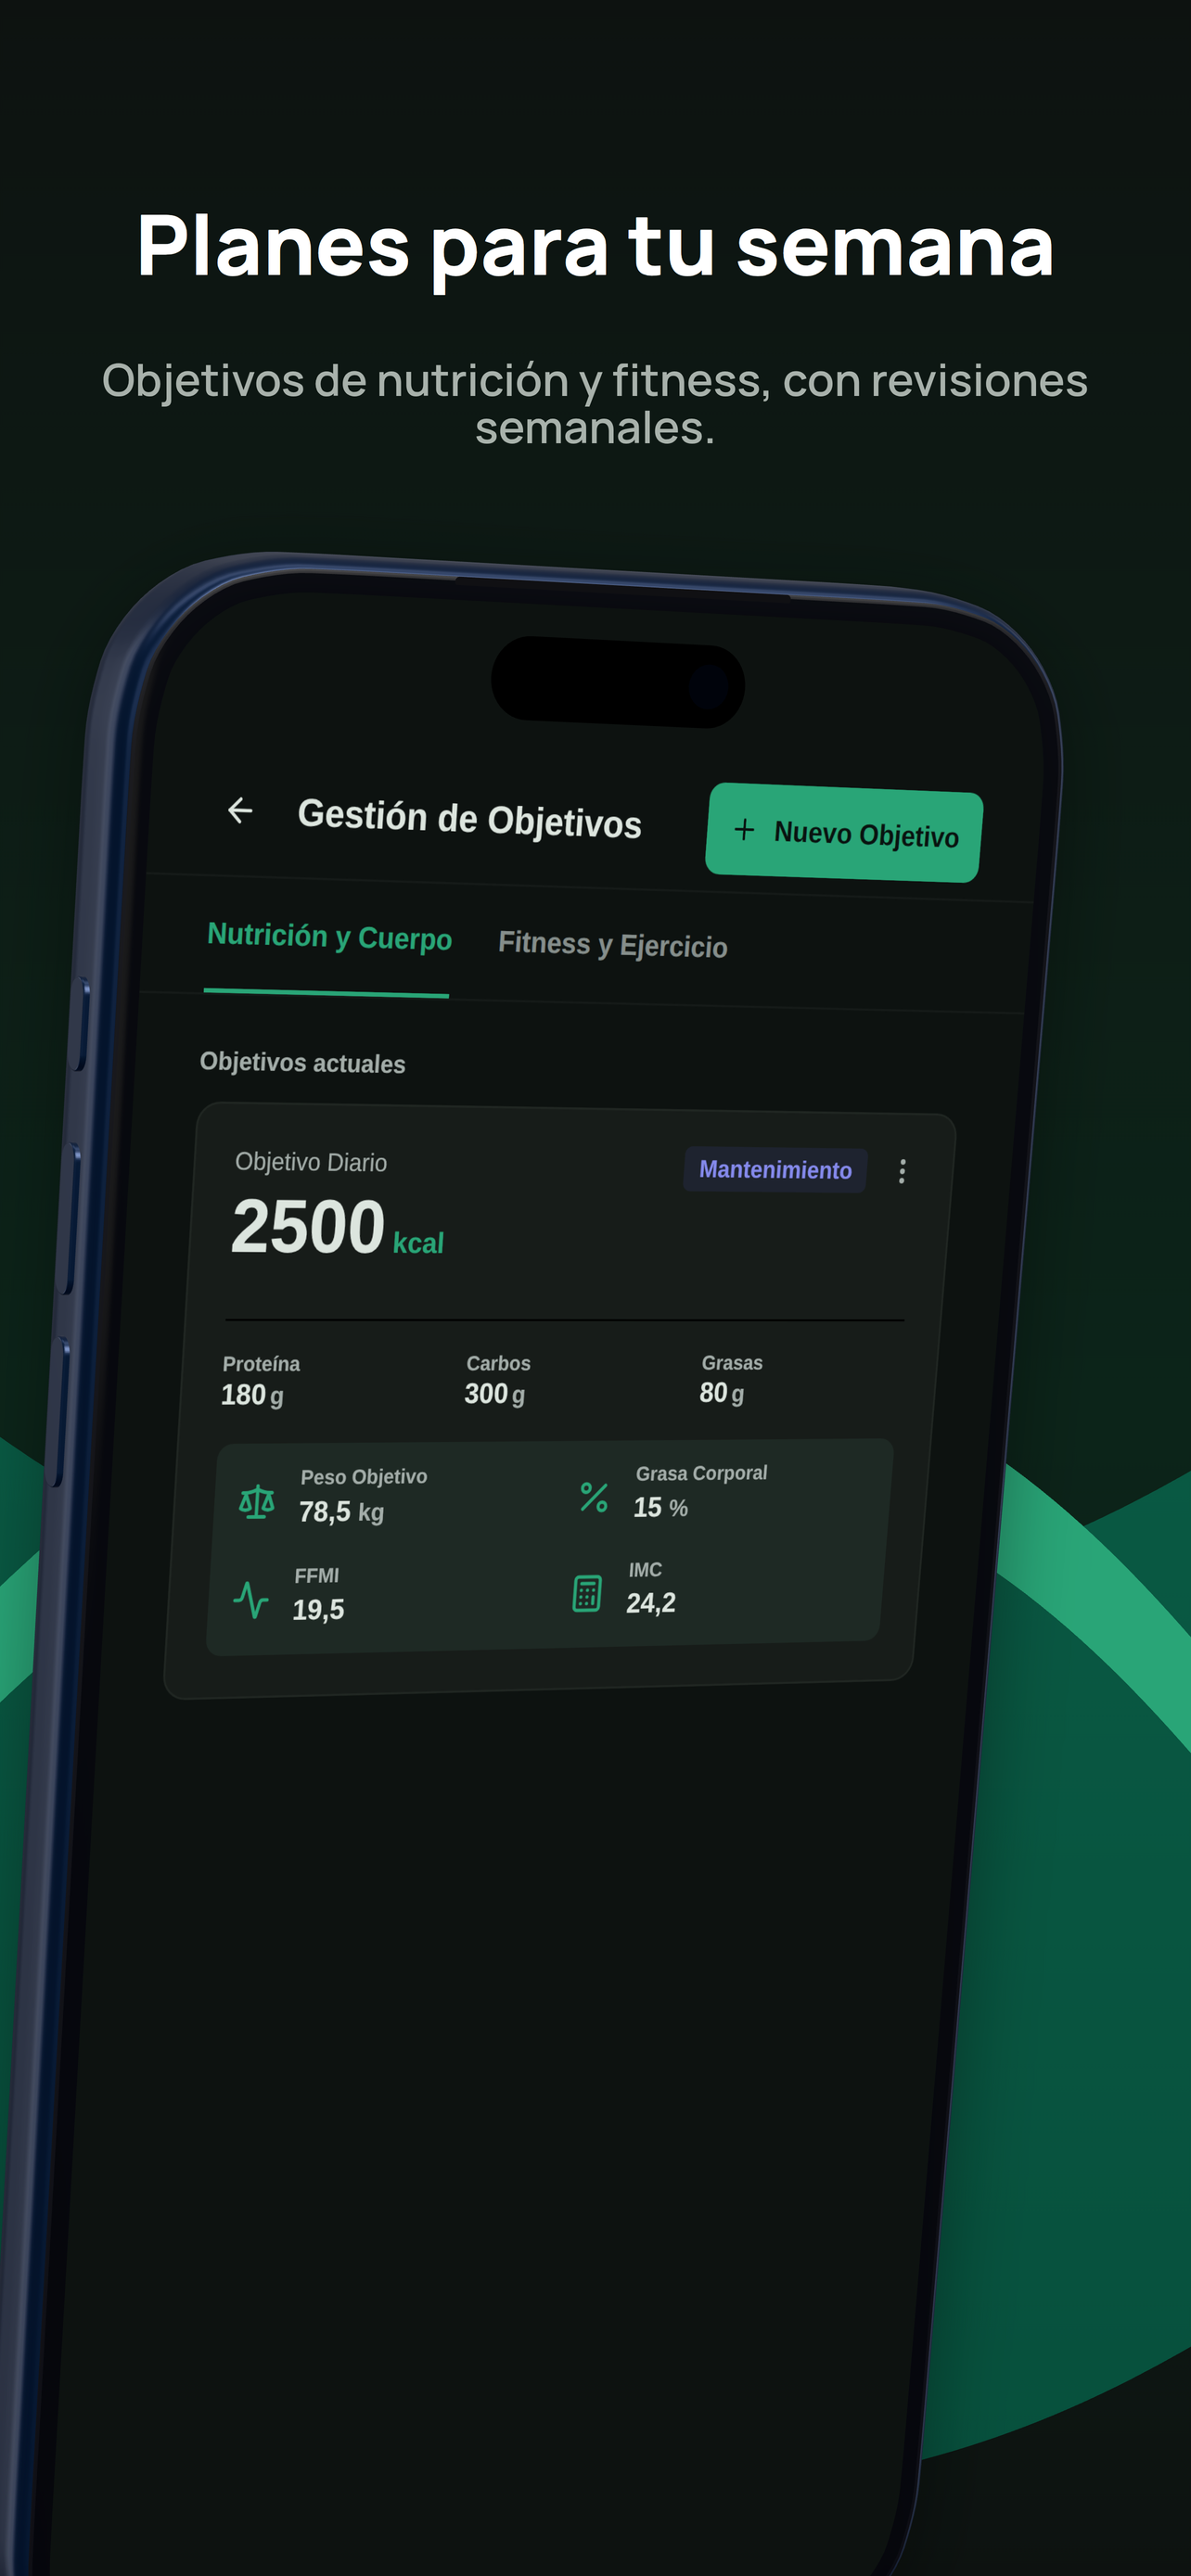 Planes para tu semana
Objetivos de nutrición y fitness, con revisiones
semanales.
Gestión de Objetivos
+ Nuevo Objetivo
Nutrición y Cuerpo
Fitness y Ejercicio
Objetivos actuales
Objetivo Diario
Mantenimiento
2500 kcal
Proteína
Carbos
Grasas
180 g
300 g
80 g
Peso Objetivo
78,5 kg
Grasa Corporal
15 %
FFMI
19,5
IMC
24,2